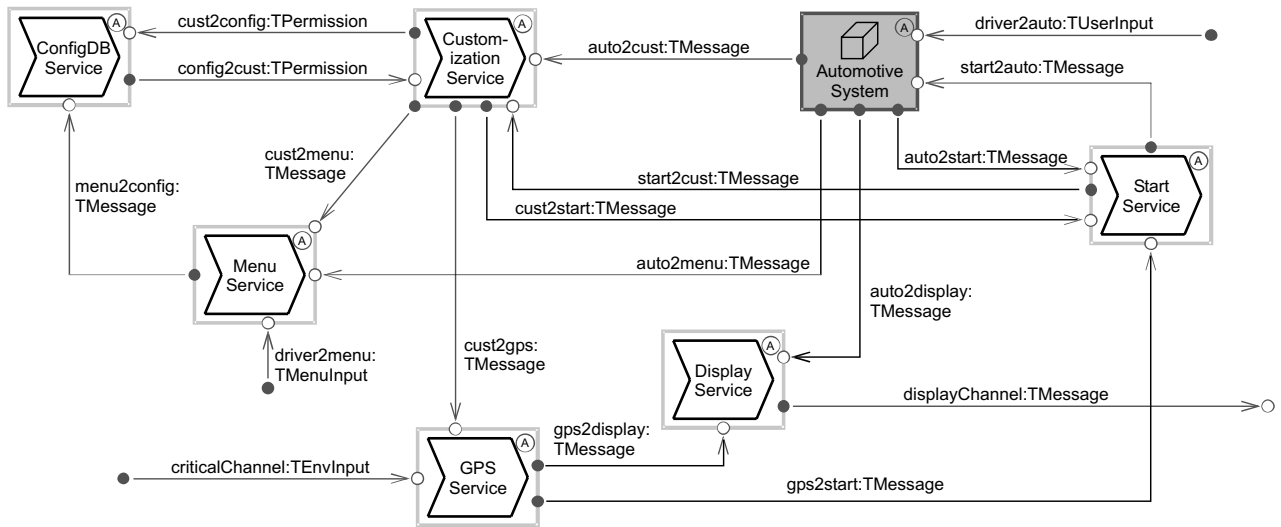 cust2config:TPermission
driver2auto:TUserInput
A
ConfigDB
Service
A
Custom-
ization
Service
auto2cust:TMessage
A
Automotive
System
config2cust:TPermission
start2auto:TMessage
cust2menu:
TMessage
auto2start:TMessage
A
Start
Service
menu2config:
TMessage
start2cust:TMessage
cust2start:TMessage
A
Menu
Service
auto2menu:TMessage
auto2display:
TMessage
driver2menu:
TMenuInput
cust2gps:
TMessage
A
Display
Service
displayChannel:TMessage
gps2display:
TMessage
criticalChannel:TEnvInput
A
GPS
Service
gps2start:TMessage